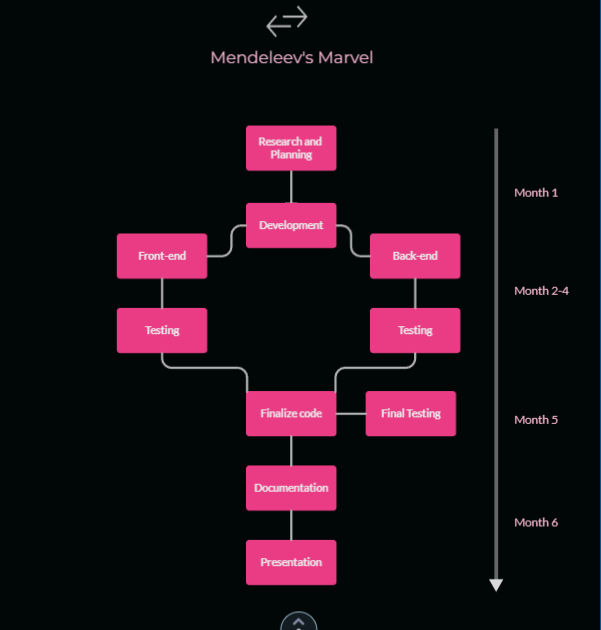 Mendeleev's Marvel
Research and
Planning
Month 1
Development
Front-end
Back-end
Month 2-4
Testing
Testing
Finalize code
Final Testing
Month 5
Documentation
Month 6
Presentation